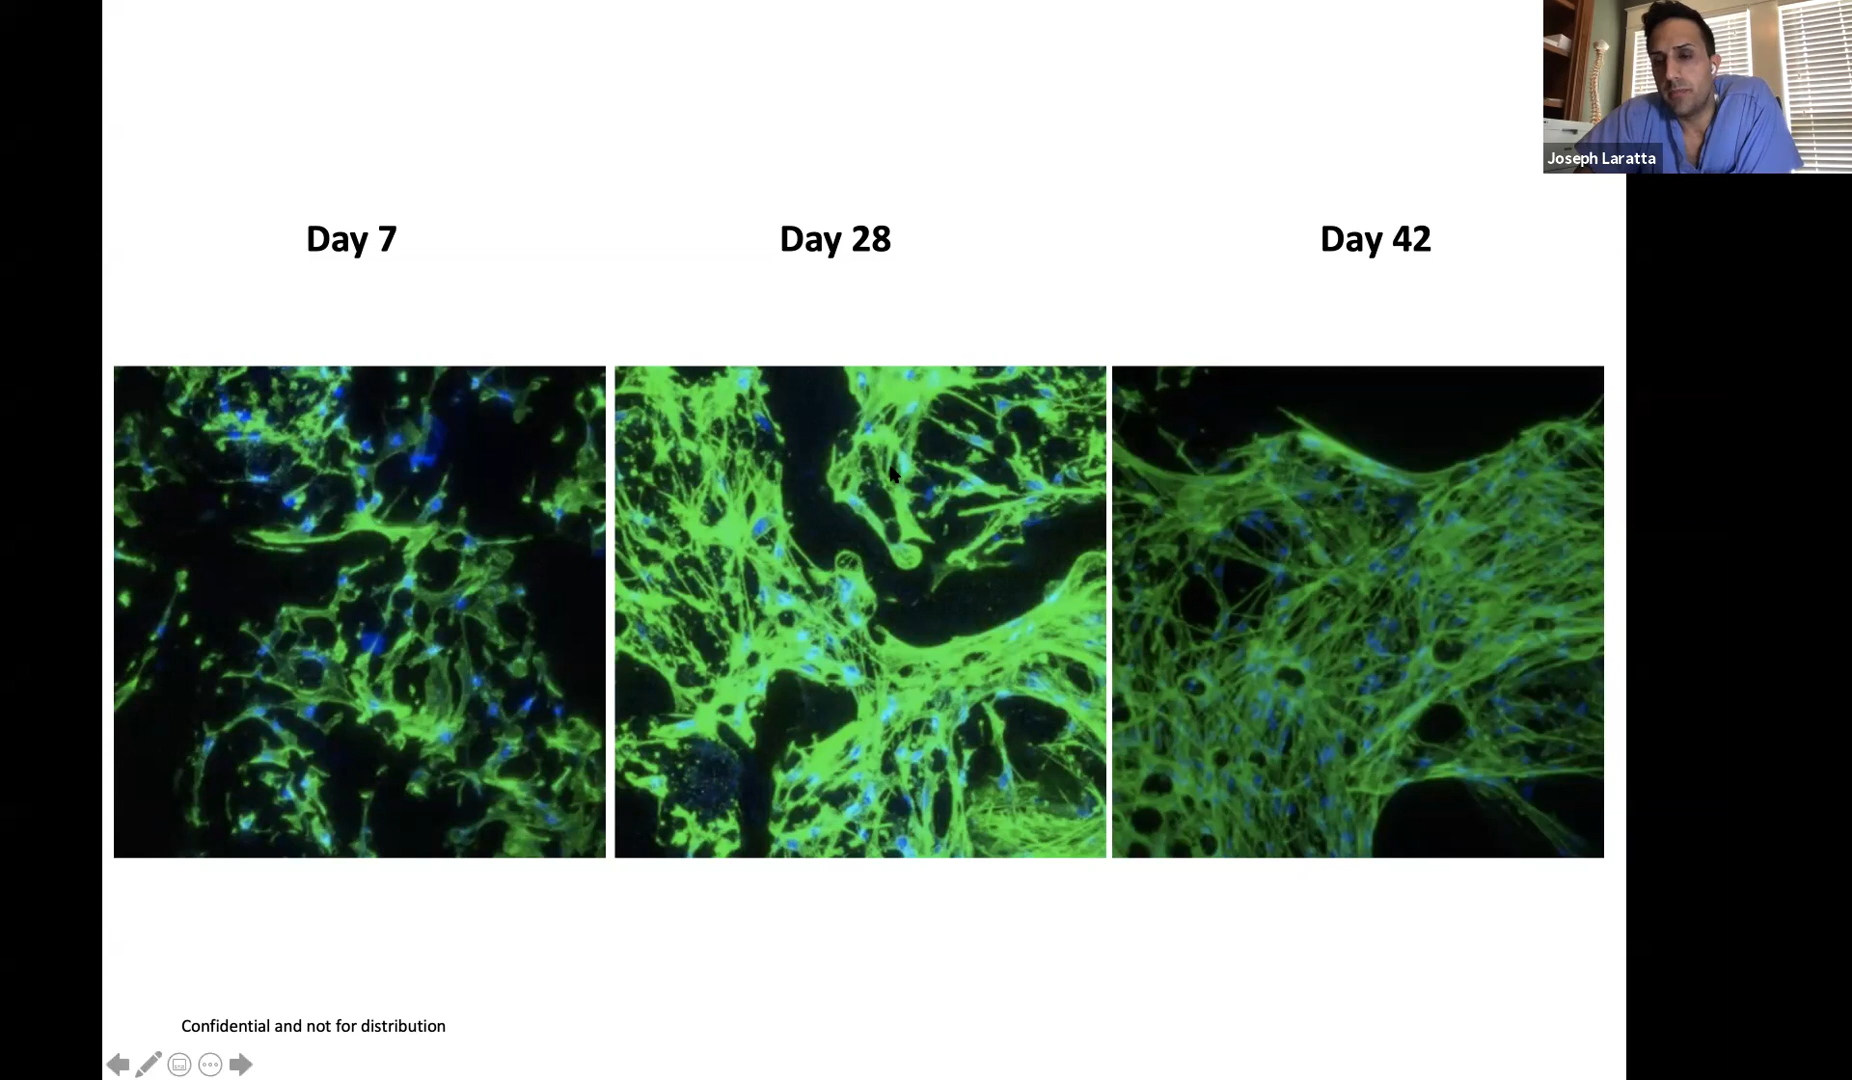 Joseph Laratta
Day 7
Day 28
Day 42
Confidential and not for distribution